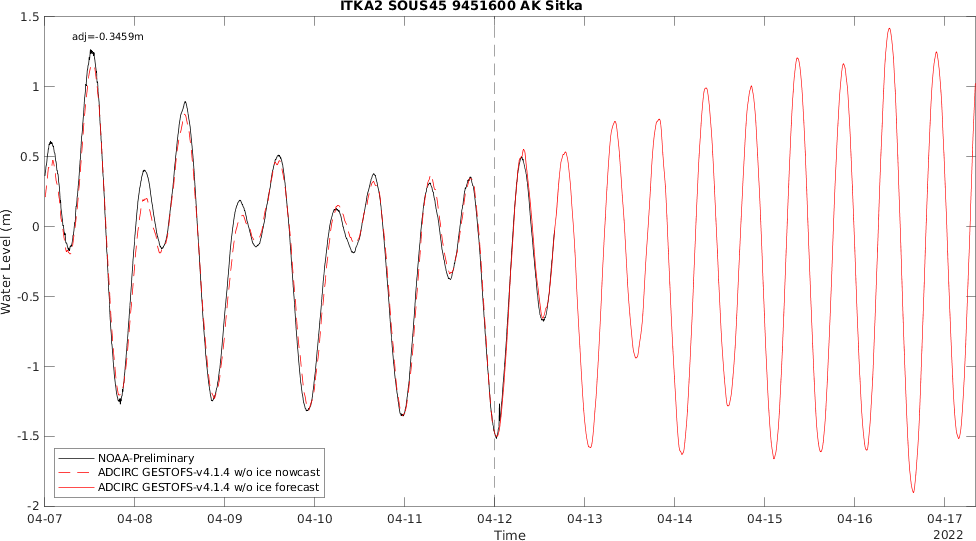 ITKA2 SOUS45 9451600 AK Sitka
adj=-0.3459m
1.5
1
0.5
0
-0.5
-1
-1.5
-2
Water Level (m)
NOAA-Preliminary
ADCIRC GESTOFS-v4.1.4 w/o ice nowcast
ADCIRC GESTOFS-v4.1.4 w/o ice forecast
04-07 04-08 04-09 04-10 04-11 04-12 04-13 04-14 04-15 04-16 04-17
Time
2022